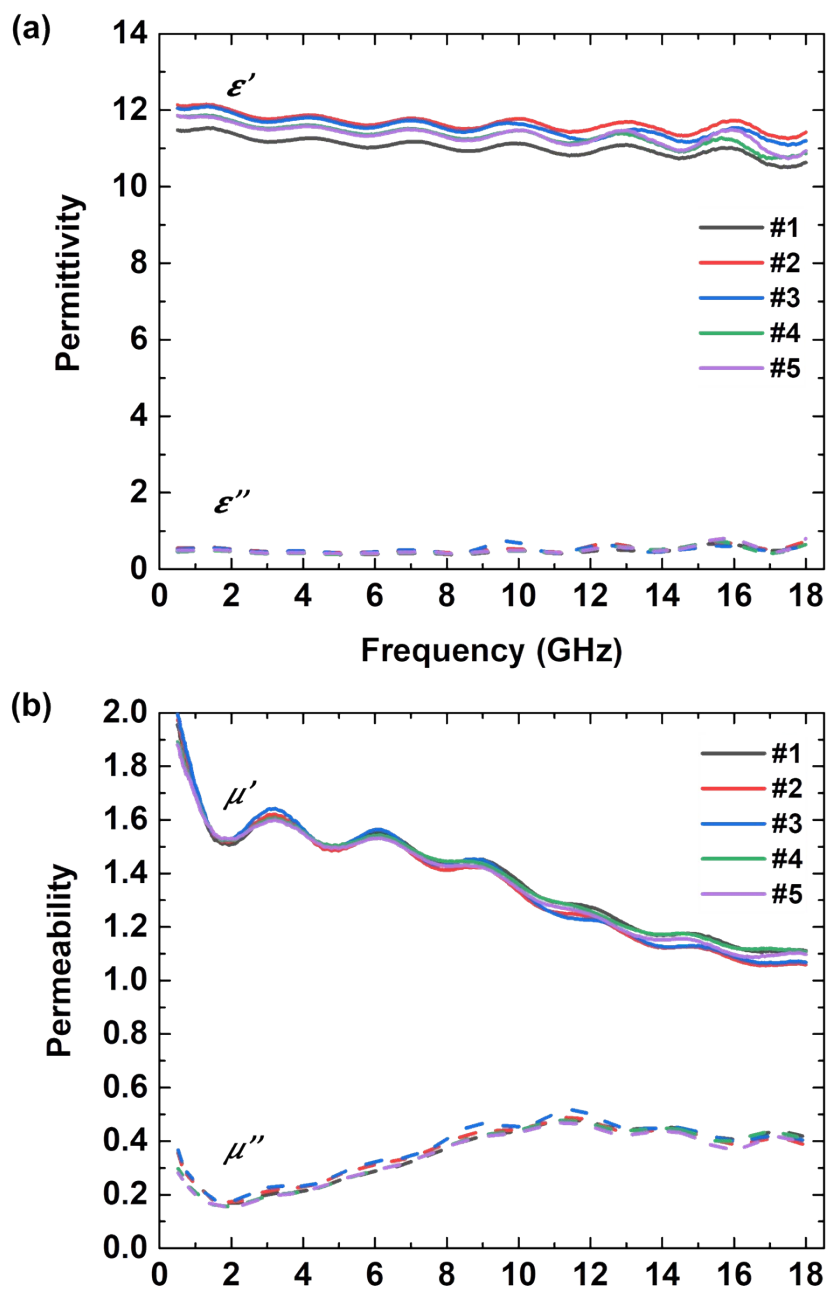 (a)
14
12
10
8
6
4
2
0
Permittivity
ε’
ε’’
#1
#2
#3
#4
#5
0 2 4 6 8 10 12 14 16 18
Frequency (GHz)
(b)
2.0
1.8
1.6
1.4
1.2
1.0
0.8
0.6
0.4
0.2
0.0
Permeability
μ’
μ’’
#1
#2
#3
#4
#5
0 2 4 6 8 10 12 14 16 18